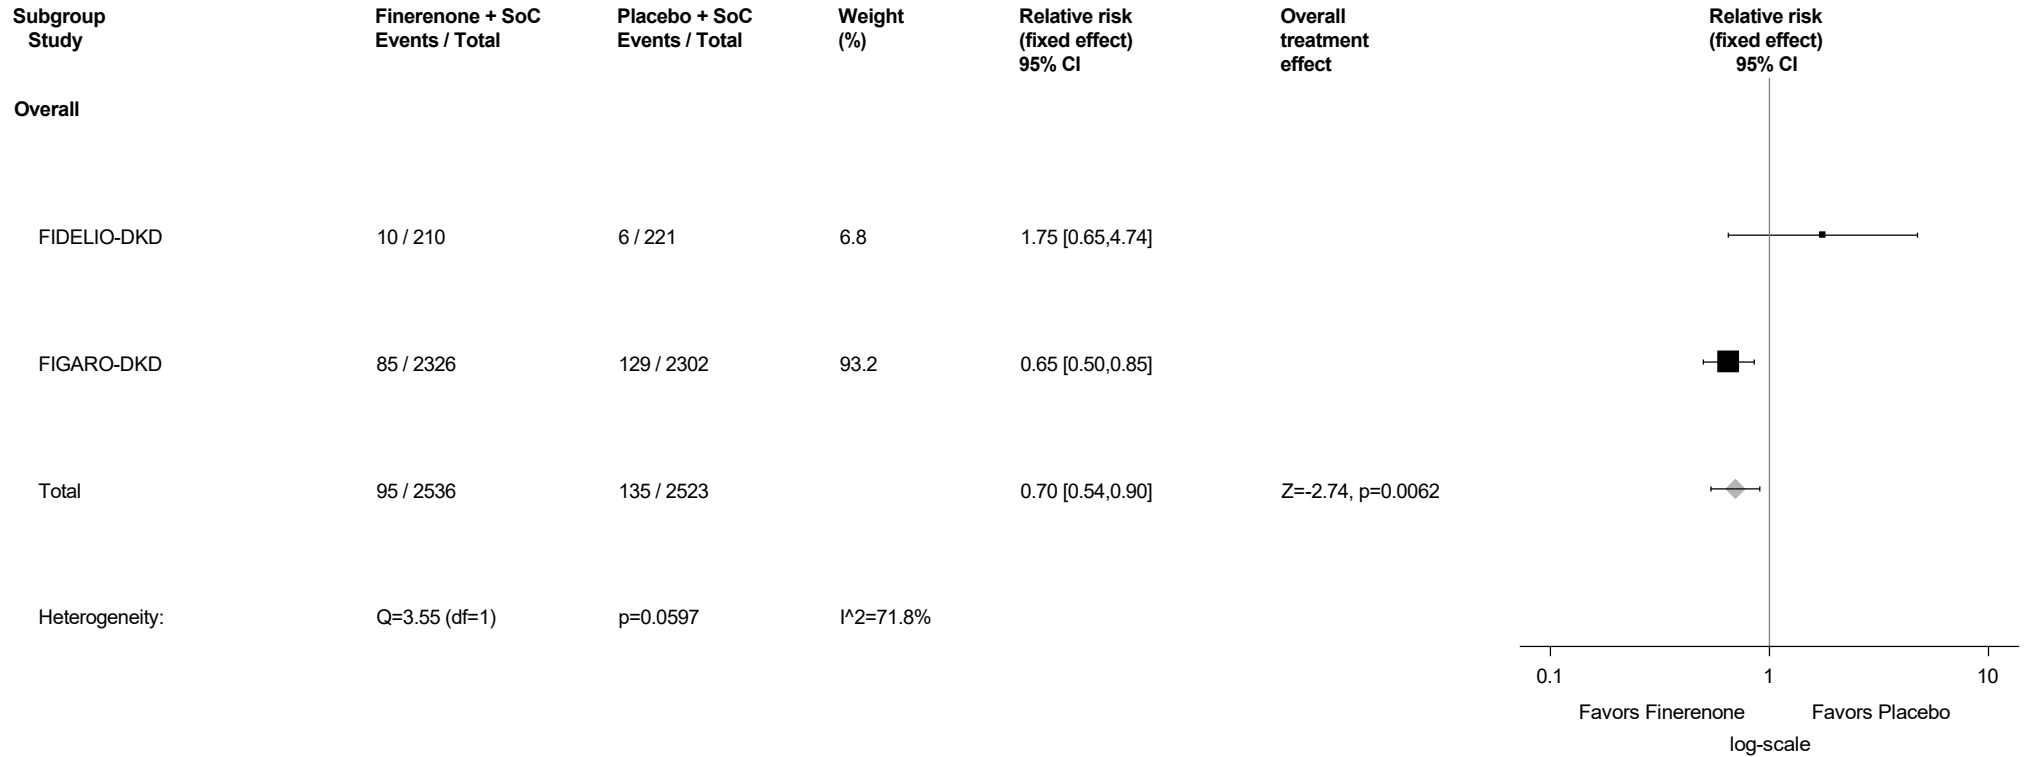 Subgroup Finerenone + SoC Placebo + SoC Weight Relative risk Overall Relative risk
Study Events / Total Events / Total (%) (fixed effect) treatment (fixed effect)
95% CI effect 95% CI
Overall
FIDELIO-DKD 10 / 210 6 / 221 6.8 1.75 [0.65,4.74]
FIGARO-DKD 85 / 2326 129 / 2302 93.2 0.65 [0.50,0.85]
Total 95 / 2536 135 / 2523 0.70 [0.54,0.90] Z=-2.74, p=0.0062
Heterogeneity: Q=3.55 (df=1) p=0.0597 I^2=71.8%
0.1 1 10
Favors Finerenone Favors Placebo
log-scale